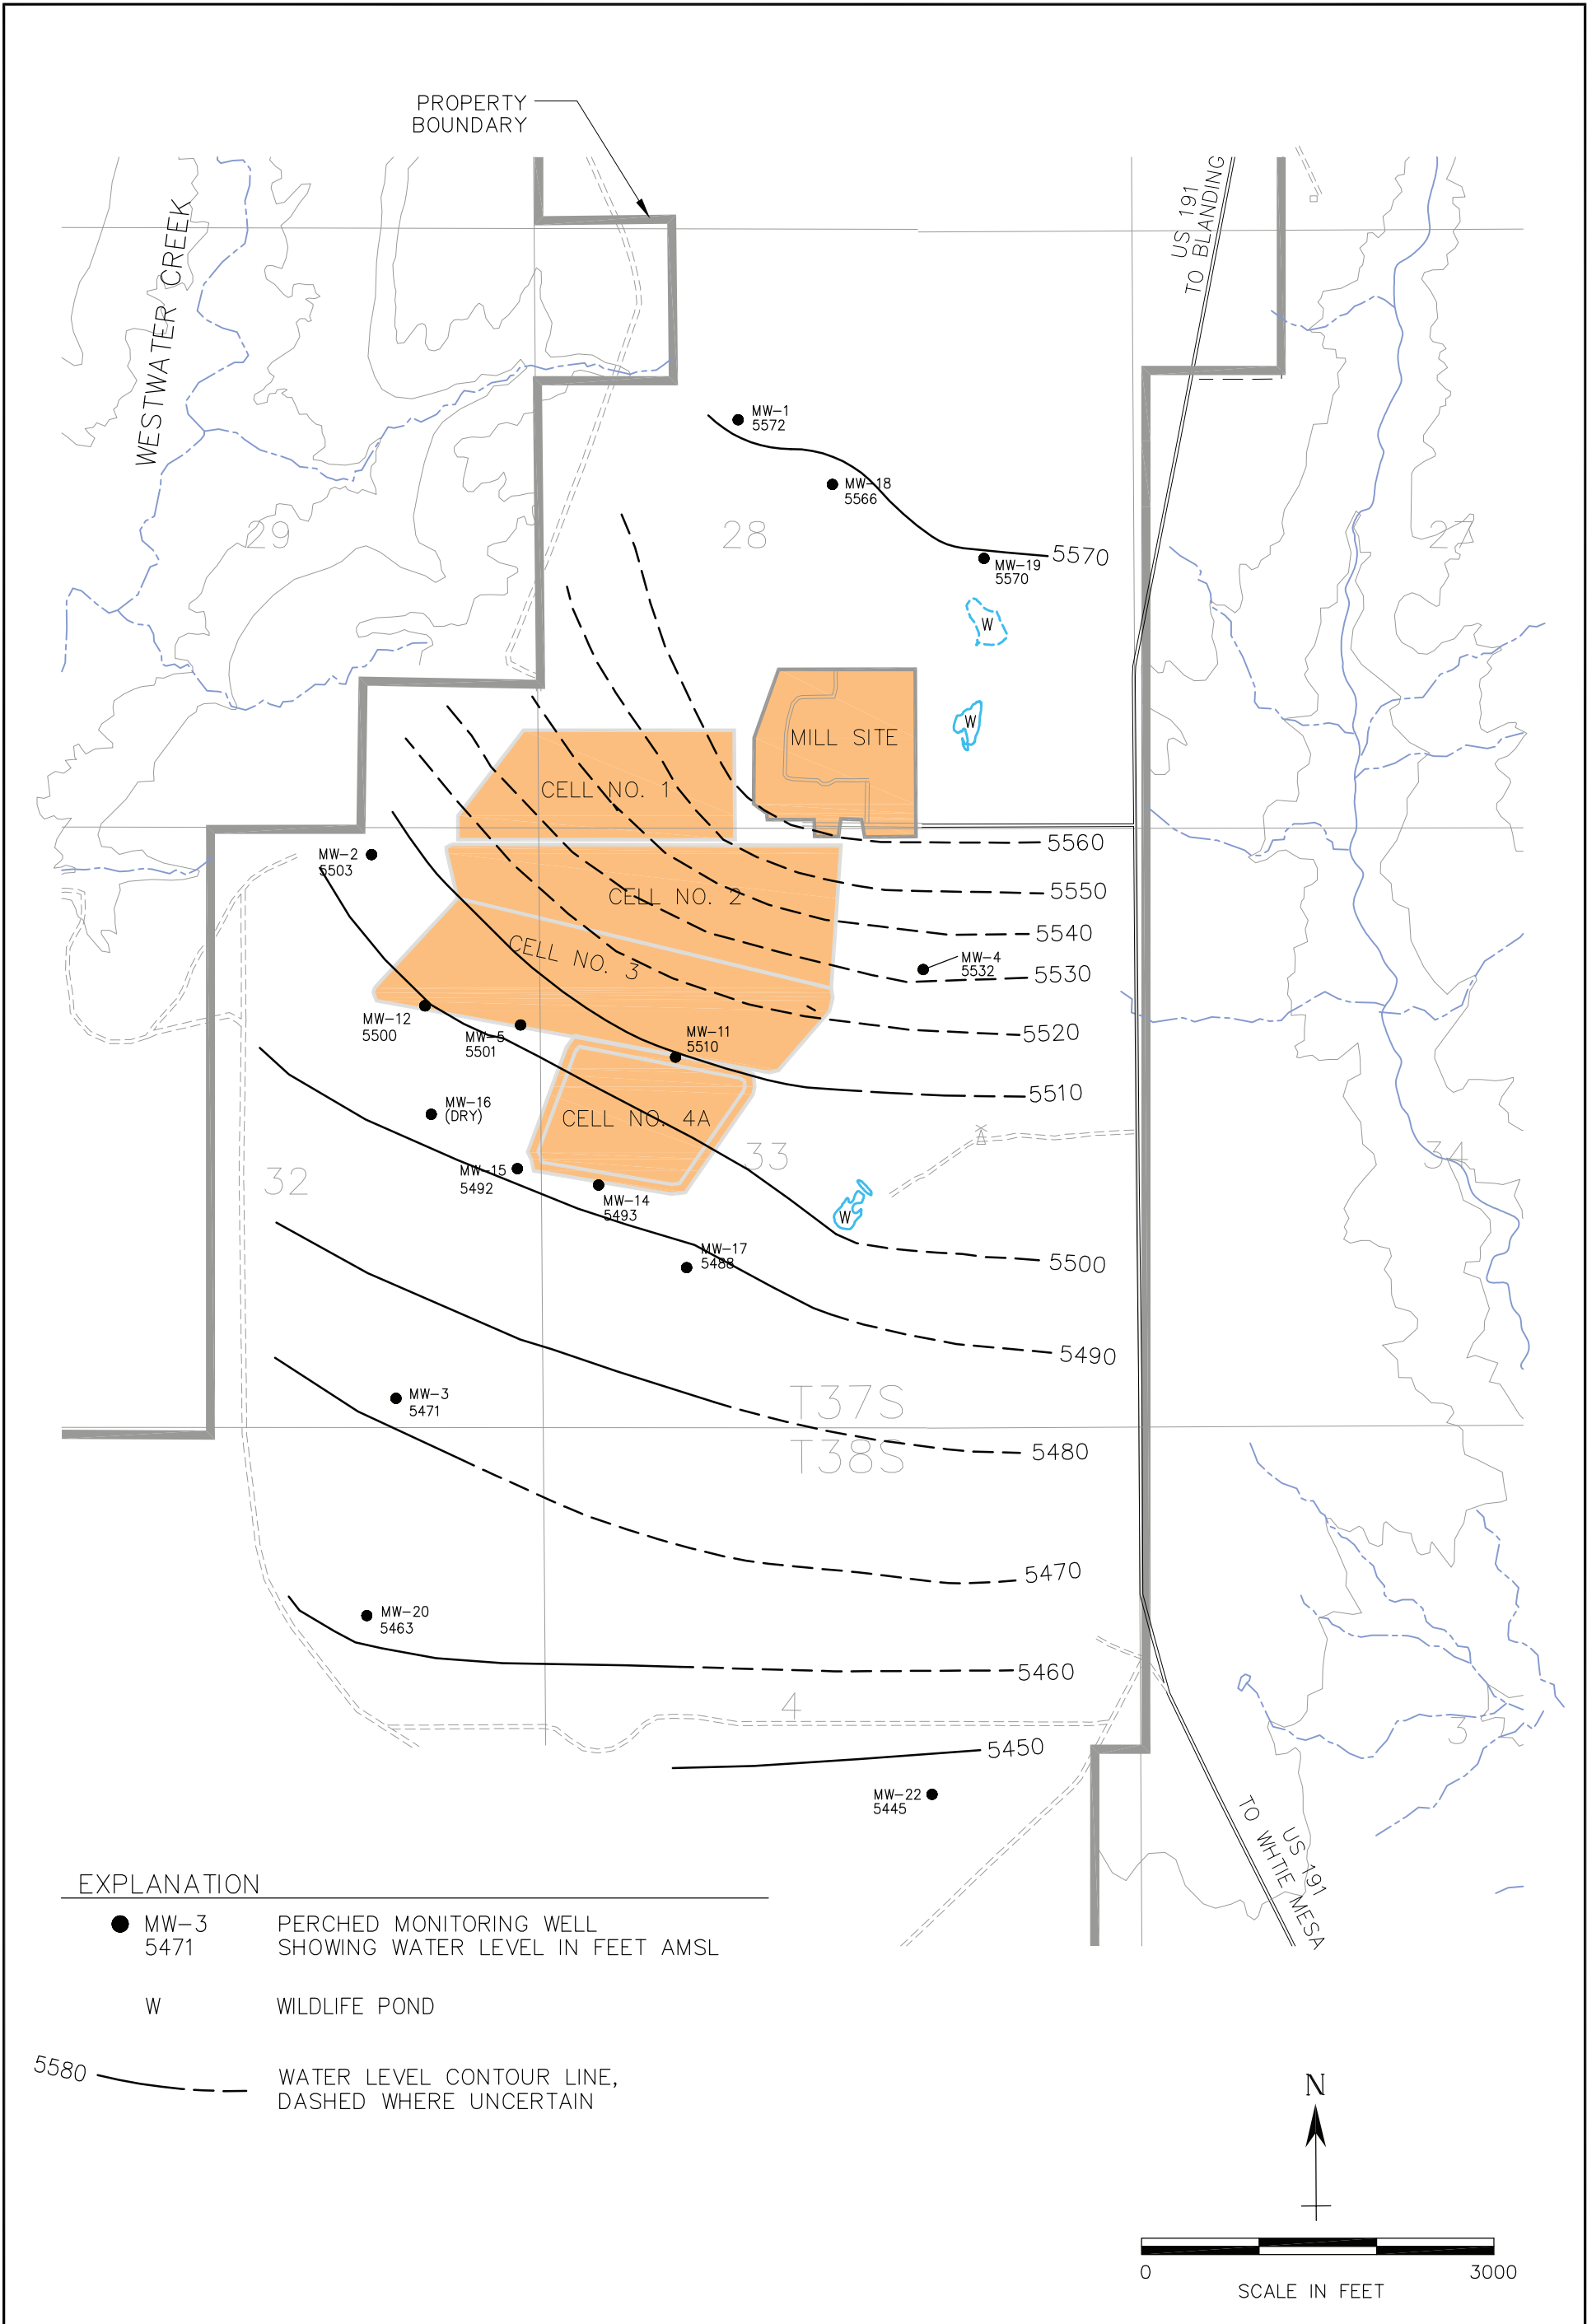 PROPERTY
BOUNDARY
WESTWATER CREEK
US 191
TO BLANDING
MW-1
5572
MW-18
5566
29
28
27
5570
MW-19
5570
W
W
MILL SITE
CELL NO. 1
5560
MW-2
5503
5550
CELL NO. 2
5540
CELL NO. 3
MW-4
5532
5530
MW-12
5500
MW-5
5501
MW-11
5510
5520
5510
MW-16
(DRY)
CELL NO. 4A
33
34
32
MW-15
5492
MW-14
5493
W
MW-17
5488
5500
5490
MW-3
5471
T37S
T38S
5480
5470
MW-20
5463
5460
4
3
5450
MW-22
5445
US 191
TO WHTIE MESA
EXPLANATION
MW-3
5471
PERCHED MONITORING WELL
SHOWING WATER LEVEL IN FEET AMSL
W
WILDLIFE POND
5580
WATER LEVEL CONTOUR LINE,
DASHED WHERE UNCERTAIN
N
0
3000
SCALE IN FEET